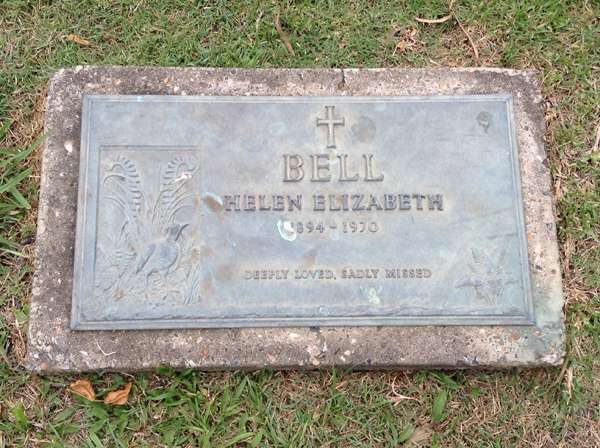 BELL
HELEN ELIZABETH
1894 - 1970
DEEPLY LOVED, SADLY MISSED